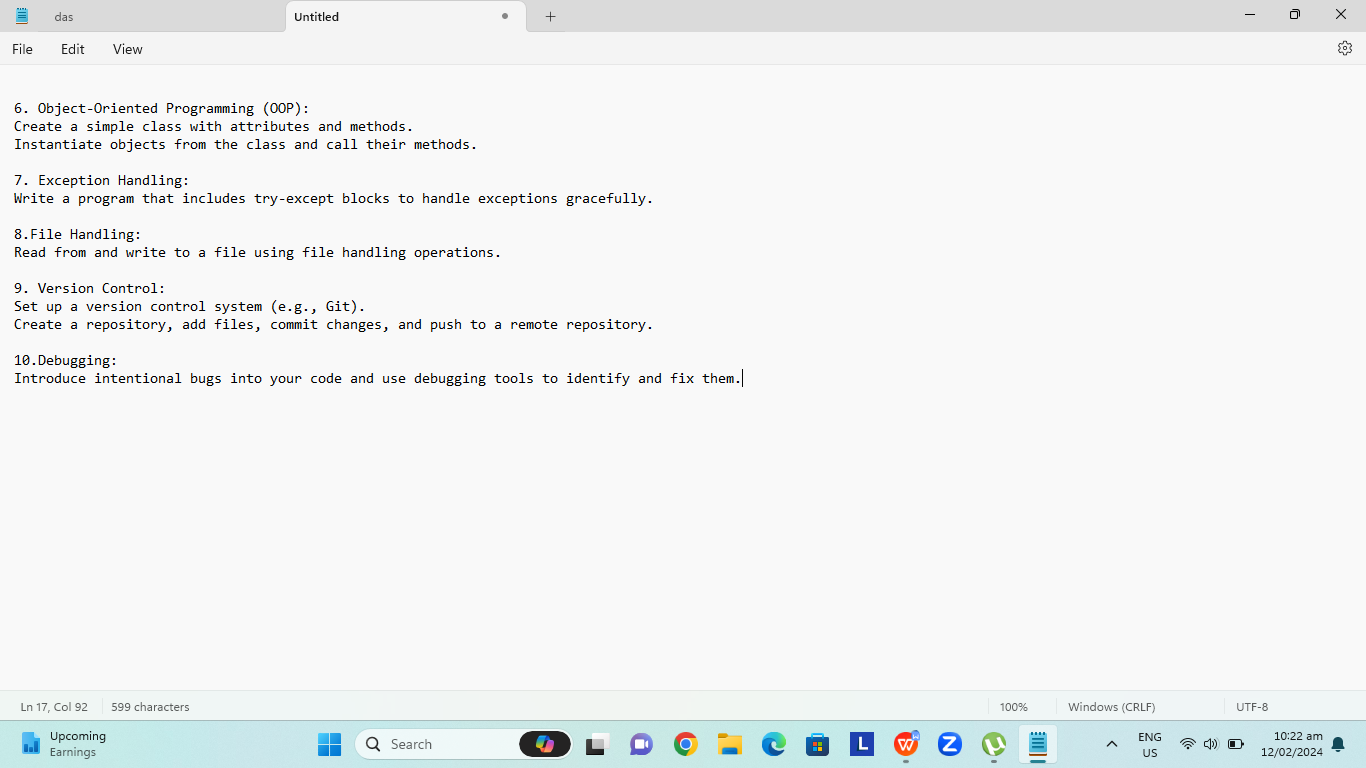 das
Untitled
File Edit View
6. Object-Oriented Programming (OOP):
Create a simple class with attributes and methods.
Instantiate objects from the class and call their methods.
7. Exception Handling:
Write a program that includes try-except blocks to handle exceptions gracefully.
8.File Handling:
Read from and write to a file using file handling operations.
9. Version Control:
Set up a version control system (e.g., Git).
Create a repository, add files, commit changes, and push to a remote repository.
10.Debugging:
Introduce intentional bugs into your code and use debugging tools to identify and fix them.
Ln 17, Col 92 599 characters 100% Windows (CRLF) UTF-8
Upcoming
Earnings
Search
L
W
Z
ENG
US
10:22 am
12/02/2024